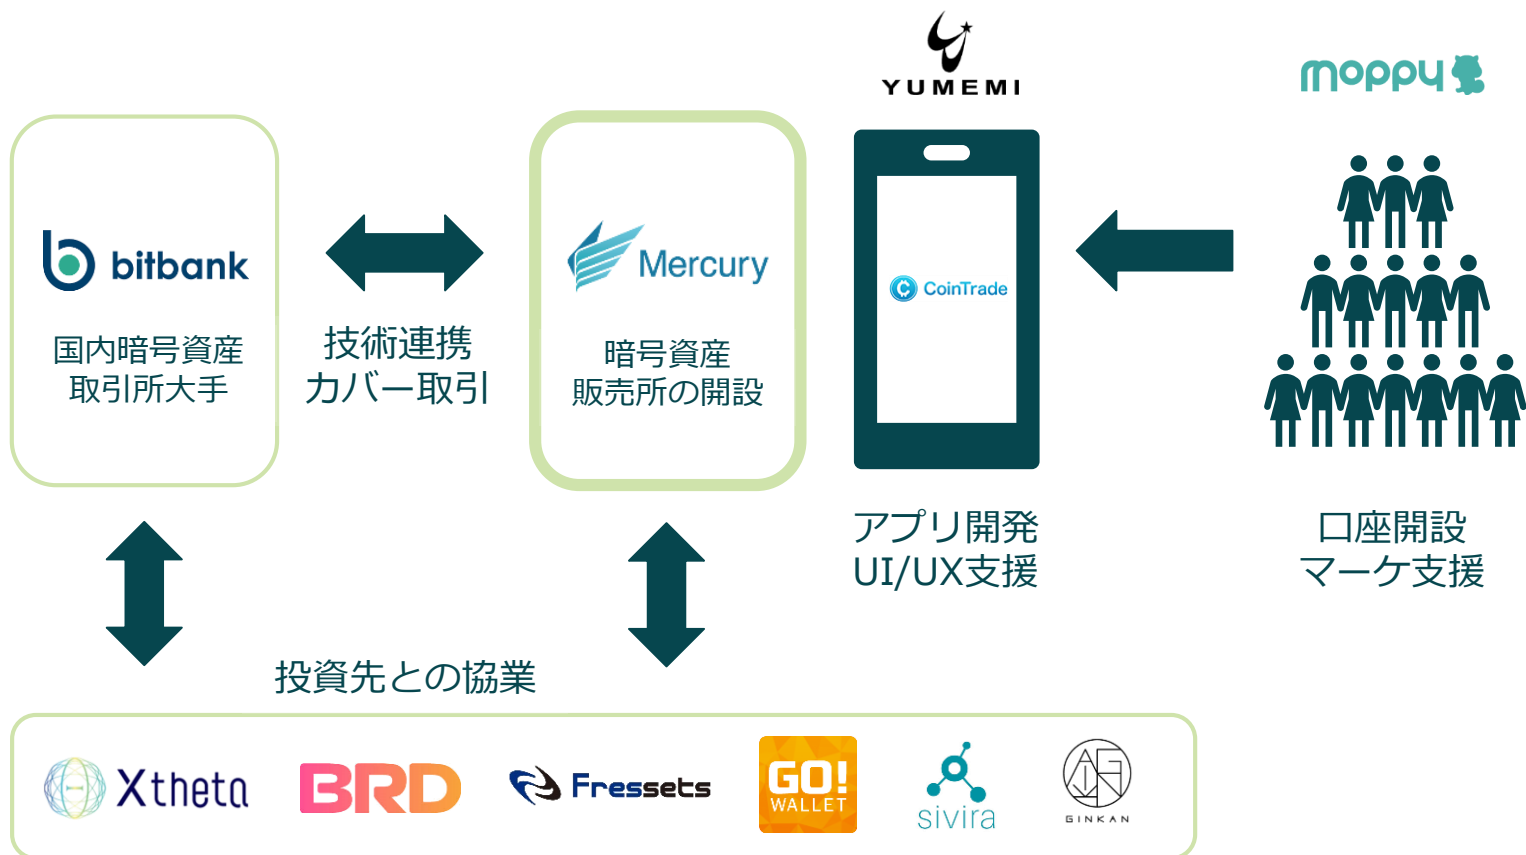 YUMEMI
moppy
bitbank
国内暗号資産
取引所大手
技術連携
カバー取引
Mercury
暗号資産
販売所の開設
CoinTrade
アプリ開発
UI/UX支援
口座開設
マーケ支援
投資先との協業
Xtheta
BRD
Fressets
GO!
WALLET
sivira
GINKAN